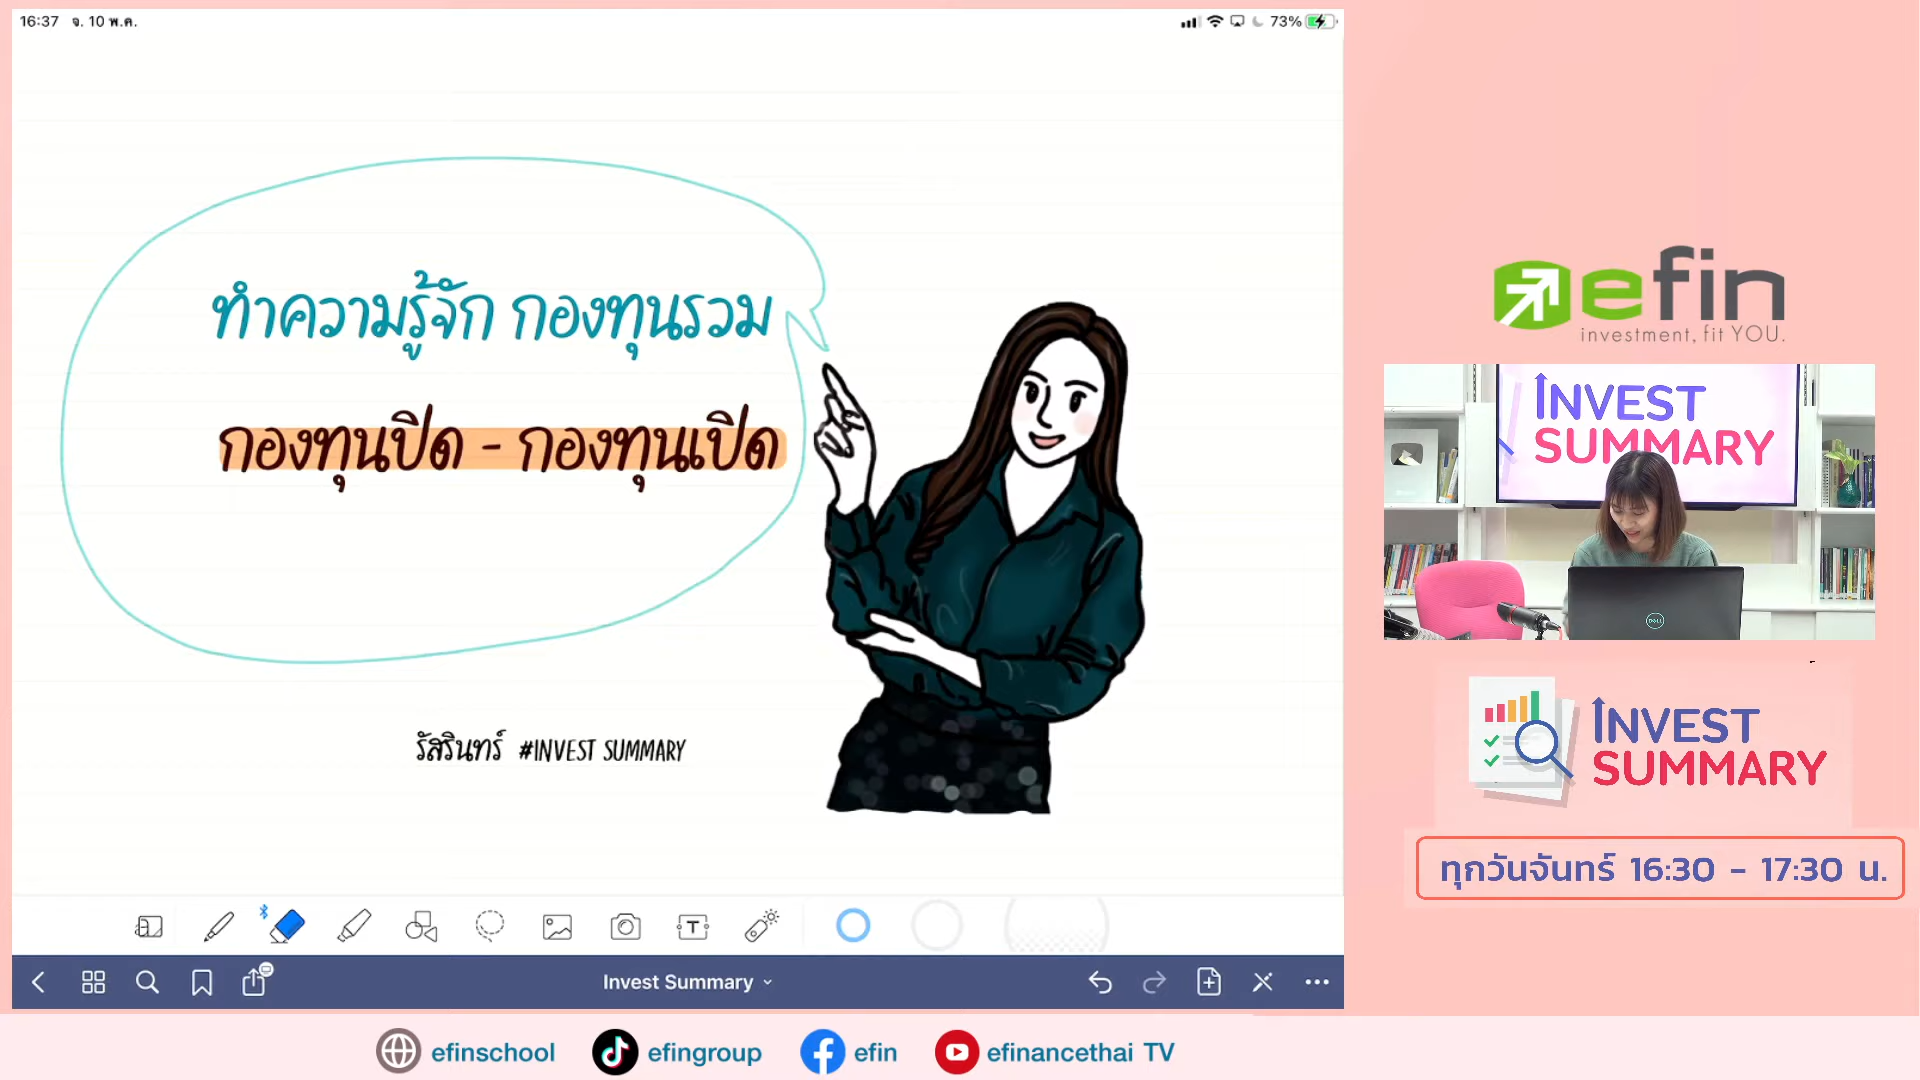 16:37 จ. 10 พ.ค.
73%
ทำความรู้จัก กองทุนรวม
กองทุนปิด - กองทุนเปิด
รัสรินทร์ #INVEST SUMMARY
T
Invest Summary
efin
investment, fit YOU.
INVEST
SUMMARY
DELL
INVEST
SUMMARY
ทุกวันจันทร์ 16:30 - 17:30 น.
efinschool
efingroup
efin
efinancethai TV